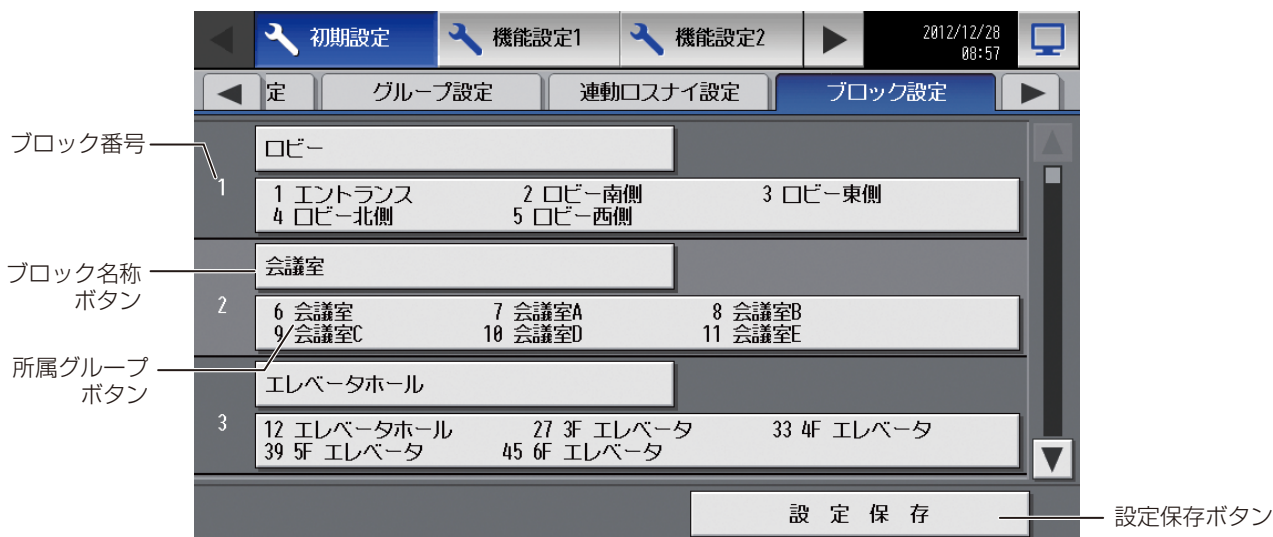 初期設定 機能設定1 機能設定2 2012/12/28
08:57
定 グループ設定 連動ロスナイ設定 ブロック設定
ブロック番号
ロビー
1
1 エントランス 2 ロビー南側 3 ロビー東側
4 ロビー北側 5 ロビー西側
ブロック名称
ボタン
会議室
2
6 会議室 7 会議室A 8 会議室B
9 会議室C 10 会議室D 11 会議室E
所属グループ
ボタン
エレベータホール
3
12 エレベータホール 27 3F エレベータ 33 4F エレベータ
39 5F エレベータ 45 6F エレベータ
設 定 保 存
設定保存ボタン